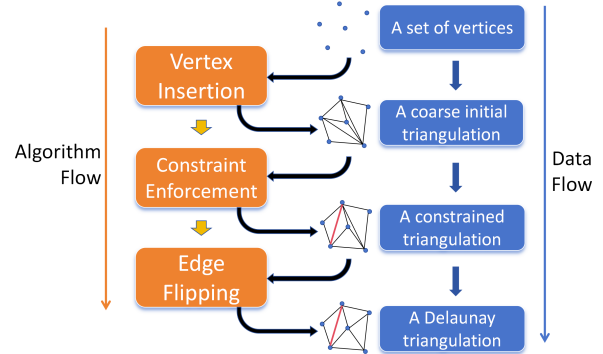 A set of vertices
Vertex
Insertion
A coarse initial
triangulation
Algorithm
Flow
Constraint
Enforcement
Data
Flow
A constrained
triangulation
Edge
Flipping
A Delaunay
triangulation